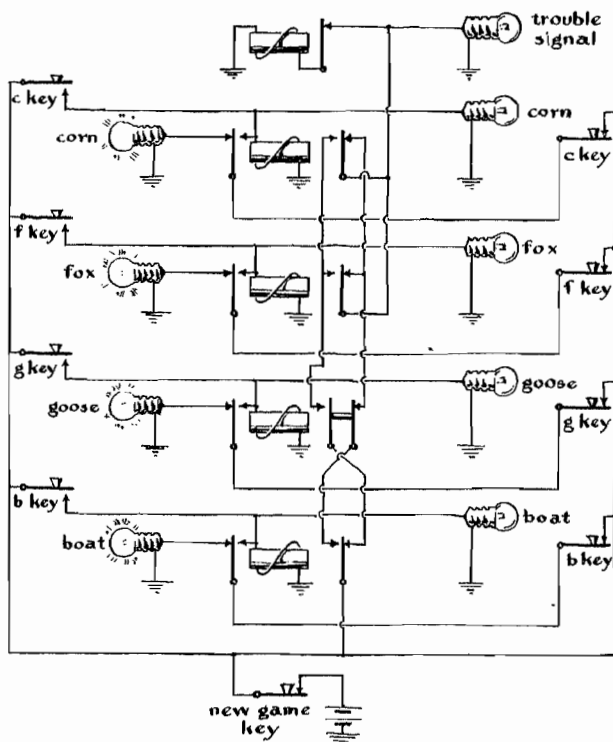 trouble
signal
c key
corn
corn
c key
f key
fox
fox
f key
g key
goose
goose
g key
b key
boat
boat
b key
new game
key